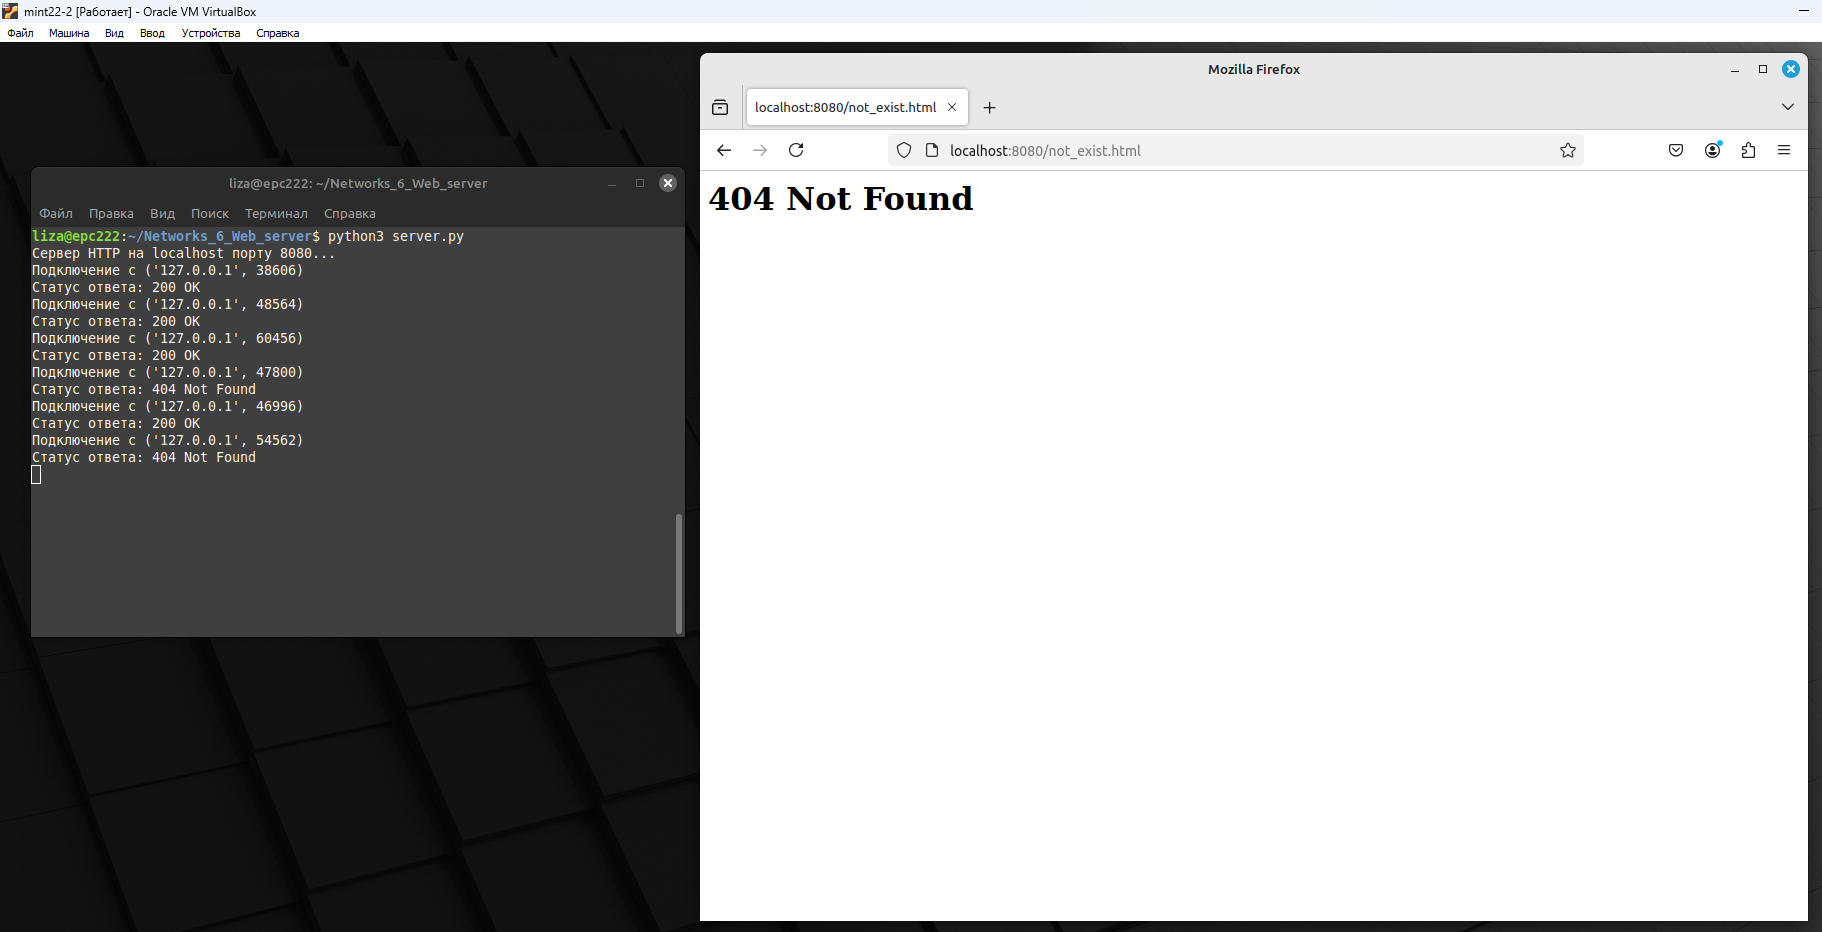 mint22-2 [Работает] - Oracle VM VirtualBox
Файл Машина Вид Ввод Устройства Справка
liza@epc222: ~/Networks_6_Web_server
Файл Правка Вид Поиск Терминал Справка
liza@epc222:~/Networks_6_Web_server$ python3 server.py
Сервер HTTP на localhost порту 8080...
Подключение с ('127.0.0.1', 38606)
Статус ответа: 200 OK
Подключение с ('127.0.0.1', 48564)
Статус ответа: 200 OK
Подключение с ('127.0.0.1', 60456)
Статус ответа: 200 OK
Подключение с ('127.0.0.1', 47800)
Статус ответа: 404 Not Found
Подключение с ('127.0.0.1', 46996)
Статус ответа: 200 OK
Подключение с ('127.0.0.1', 54562)
Статус ответа: 404 Not Found
Mozilla Firefox
localhost:8080/not_exist.html
localhost:8080/not_exist.html
404 Not Found